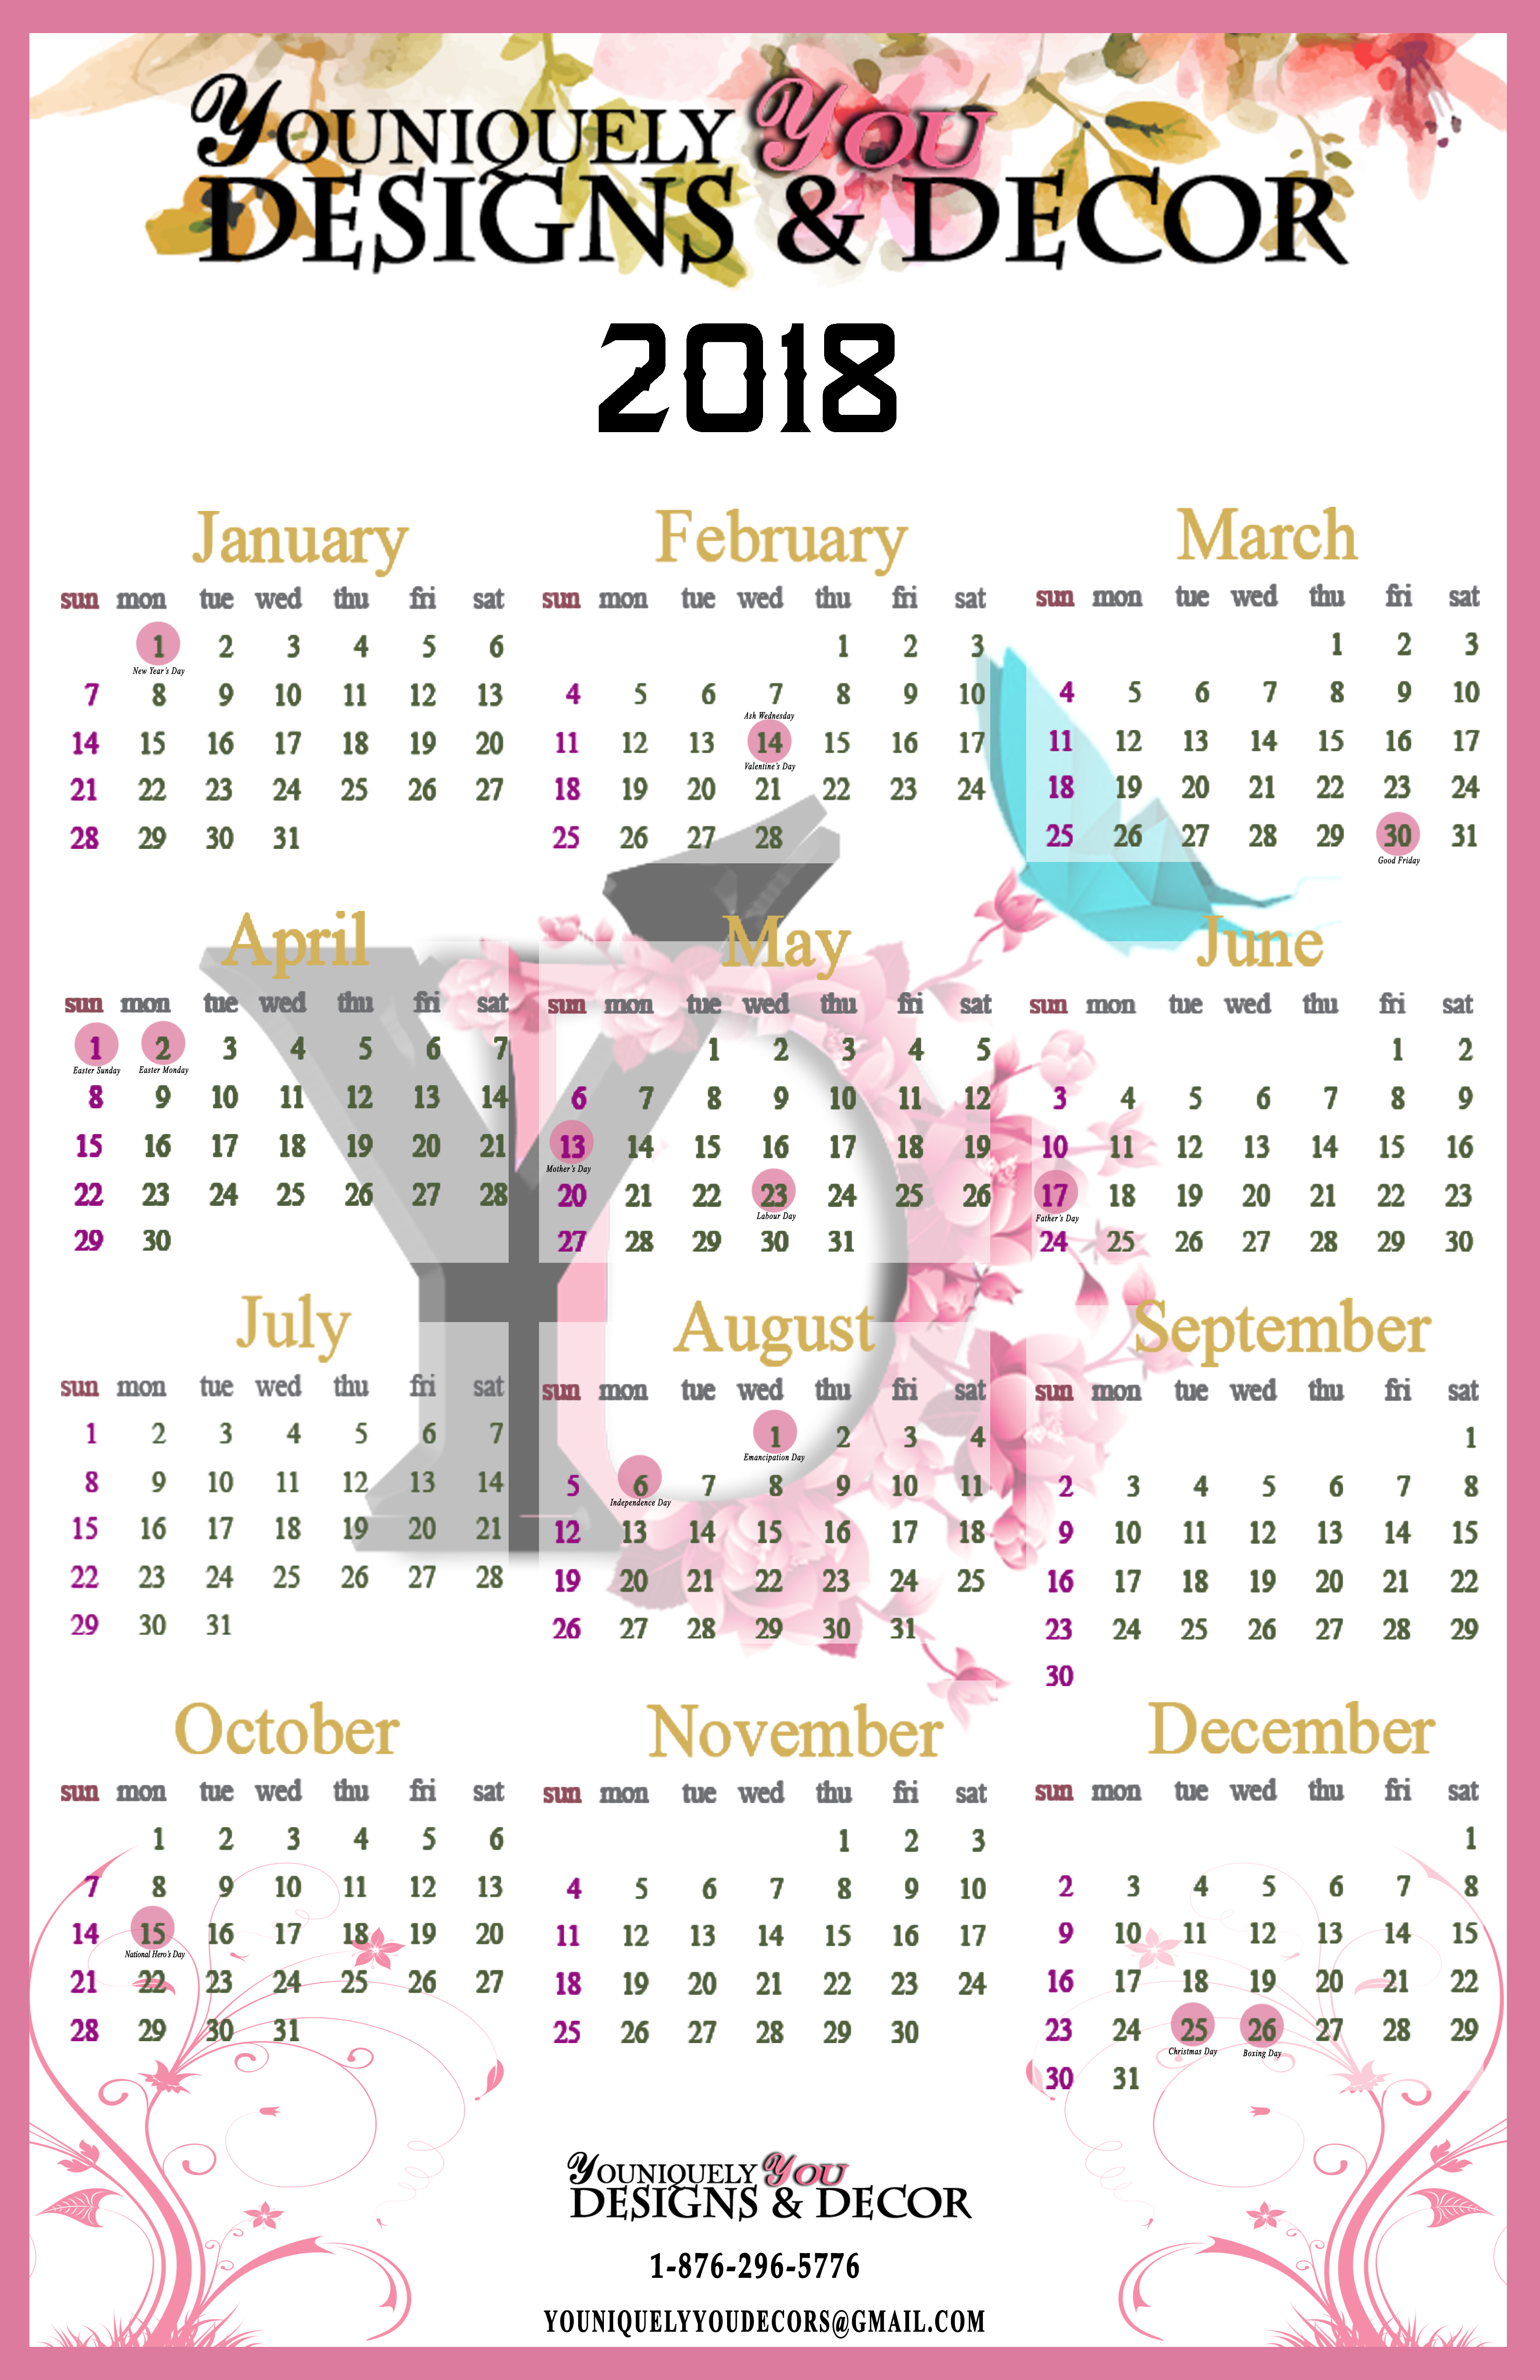 YOUNIQUELY YOU
DESIGNS & DECOR
2018
January
sun mon tue wed thu fri sat
1 2 3 4 5 6
New Year's Day
7 8 9 10 11 12 13
14 15 16 17 18 19 20
21 22 23 24 25 26 27
28 29 30 31
February
sun mon tue wed thu fri sat
1 2 3
4 5 6 7 8 9 10
Ash Wednesday
11 12 13 14 15 16 17
Valentine's Day
18 19 20 21 22 23 24
25 26 27 28
March
sun mon tue wed thu fri sat
1 2 3
4 5 6 7 8 9 10
11 12 13 14 15 16 17
18 19 20 21 22 23 24
25 26 27 28 29 30 31
Good Friday
April
sun mon tue wed thu fri sat
1 2 3 4 5 6 7
Easter Sunday Easter Monday
8 9 10 11 12 13 14
15 16 17 18 19 20 21
22 23 24 25 26 27 28
29 30
May
sun mon tue wed thu fri sat
1 2 3 4 5
6 7 8 9 10 11 12
13 14 15 16 17 18 19
Mother's Day
20 21 22 23 24 25 26
Labour Day
27 28 29 30 31
June
sun mon tue wed thu fri sat
1 2
3 4 5 6 7 8 9
10 11 12 13 14 15 16
17 18 19 20 21 22 23
Father's Day
24 25 26 27 28 29 30
July
sun mon tue wed thu fri sat
1 2 3 4 5 6 7
8 9 10 11 12 13 14
15 16 17 18 19 20 21
22 23 24 25 26 27 28
29 30 31
August
sun mon tue wed thu fri sat
1 2 3 4
Emancipation Day
5 6 7 8 9 10 11
Independence Day
12 13 14 15 16 17 18
19 20 21 22 23 24 25
26 27 28 29 30 31
September
sun mon tue wed thu fri sat
1
2 3 4 5 6 7 8
9 10 11 12 13 14 15
16 17 18 19 20 21 22
23 24 25 26 27 28 29
30
October
sun mon tue wed thu fri sat
1 2 3 4 5 6
7 8 9 10 11 12 13
14 15 16 17 18 19 20
National Hero's Day
21 22 23 24 25 26 27
28 29 30 31
November
sun mon tue wed thu fri sat
1 2 3
4 5 6 7 8 9 10
11 12 13 14 15 16 17
18 19 20 21 22 23 24
25 26 27 28 29 30
December
sun mon tue wed thu fri sat
1
2 3 4 5 6 7 8
9 10 11 12 13 14 15
16 17 18 19 20 21 22
23 24 25 26 27 28 29
Christmas Day Boxing Day
30 31
YOUNIQUELY YOU
DESIGNS & DECOR
1-876-296-5776
YOUNIQUELYYOUDECORS@GMAIL.COM